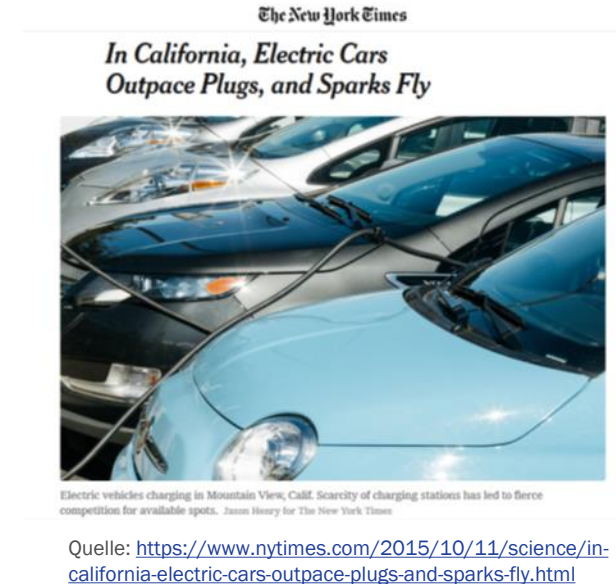 The New York Times
In California, Electric Cars
Outpace Plugs, and Sparks Fly
Electric vehicles charging in Mountain View, Calif. Scarcity of charging stations has led to fierce
competition for available spots. Jason Henry for The New York Times
Quelle: https://www.nytimes.com/2015/10/11/science/in-
california-electric-cars-outpace-plugs-and-sparks-fly.html